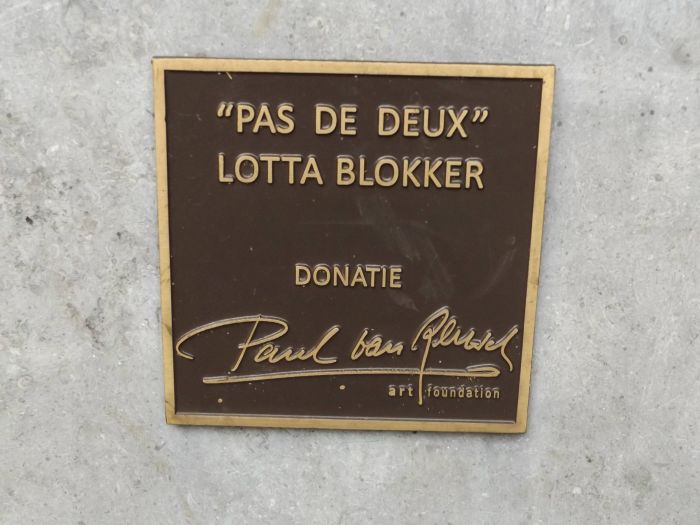 “PAS DE DEUX”
LOTTA BLOKKER
DONATIE
Paul van
art foundation